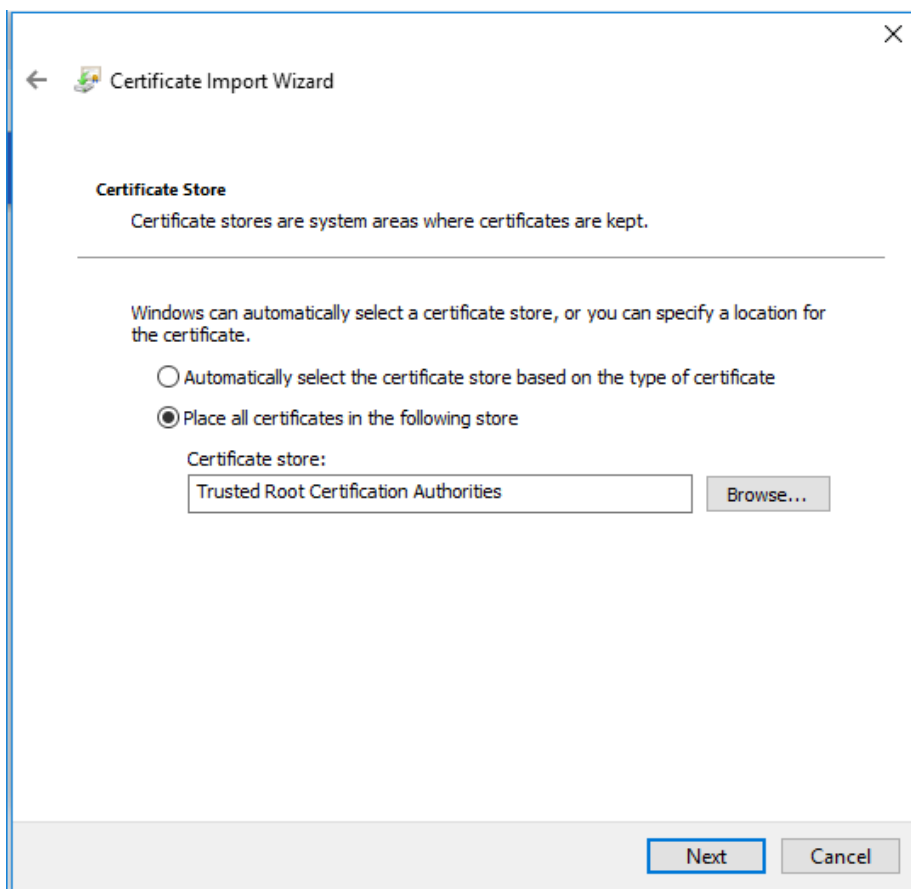 Certificate Import Wizard
Certificate Store
Certificate stores are system areas where certificates are kept.
Windows can automatically select a certificate store, or you can specify a location for
the certificate.
Automatically select the certificate store based on the type of certificate
Place all certificates in the following store
Certificate store:
Trusted Root Certification Authorities
Browse...
Next
Cancel